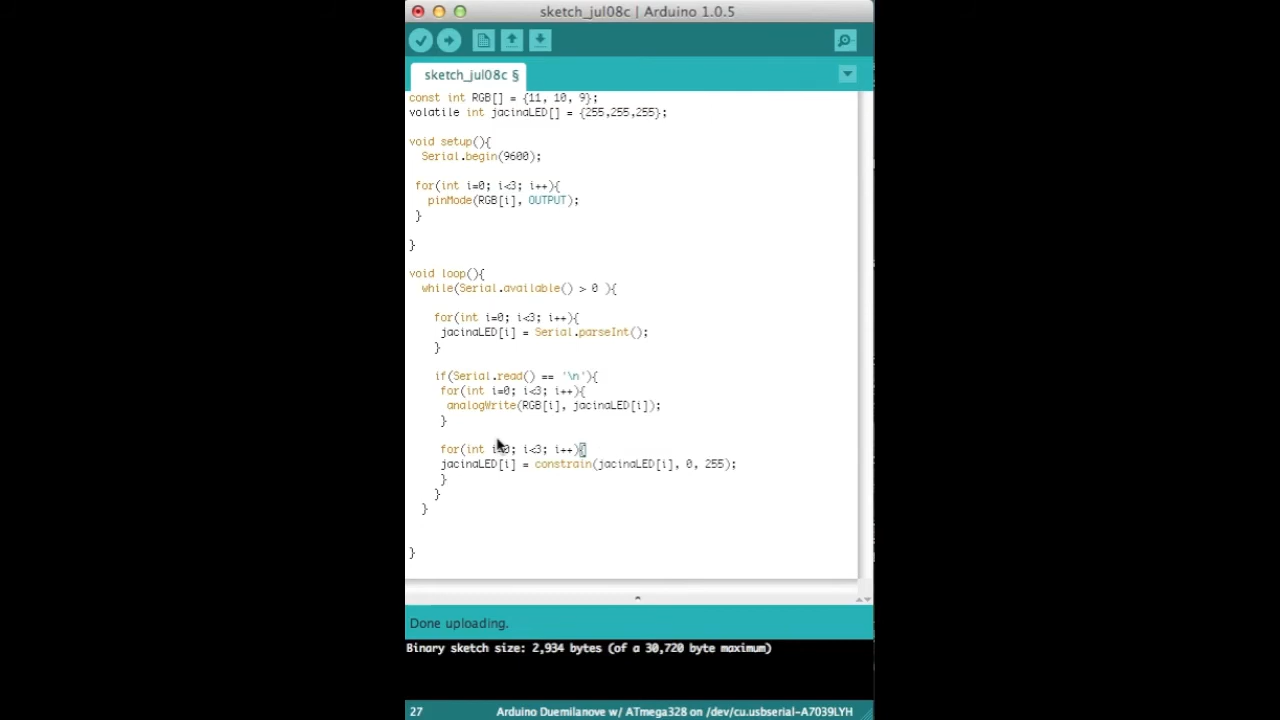 sketch_jul08c | Arduino 1.0.5
sketch_jul08c §
const int RGB[] = {11, 10, 9};
volatile int jacinaLED[] = {255,255,255};
void setup(){
Serial.begin(9600);
for(int i=0; i<3; i++){
pinMode(RGB[i], OUTPUT);
}
}
void loop(){
while(Serial.available() > 0 ){
for(int i=0; i<3; i++){
jacinaLED[i] = Serial.parseInt();
}
if(Serial.read() == '\n'){
for(int i=0; i<3; i++){
analogWrite(RGB[i], jacinaLED[i]);
}
for(int i=0; i<3; i++){
jacinaLED[i] = constrain(jacinaLED[i], 0, 255);
}
}
}
}
Done uploading.
Binary sketch size: 2,934 bytes (of a 30,720 byte maximum)
27 Arduino Duemilanove w/ ATmega328 on /dev/cu.usbserial-A7039LYH